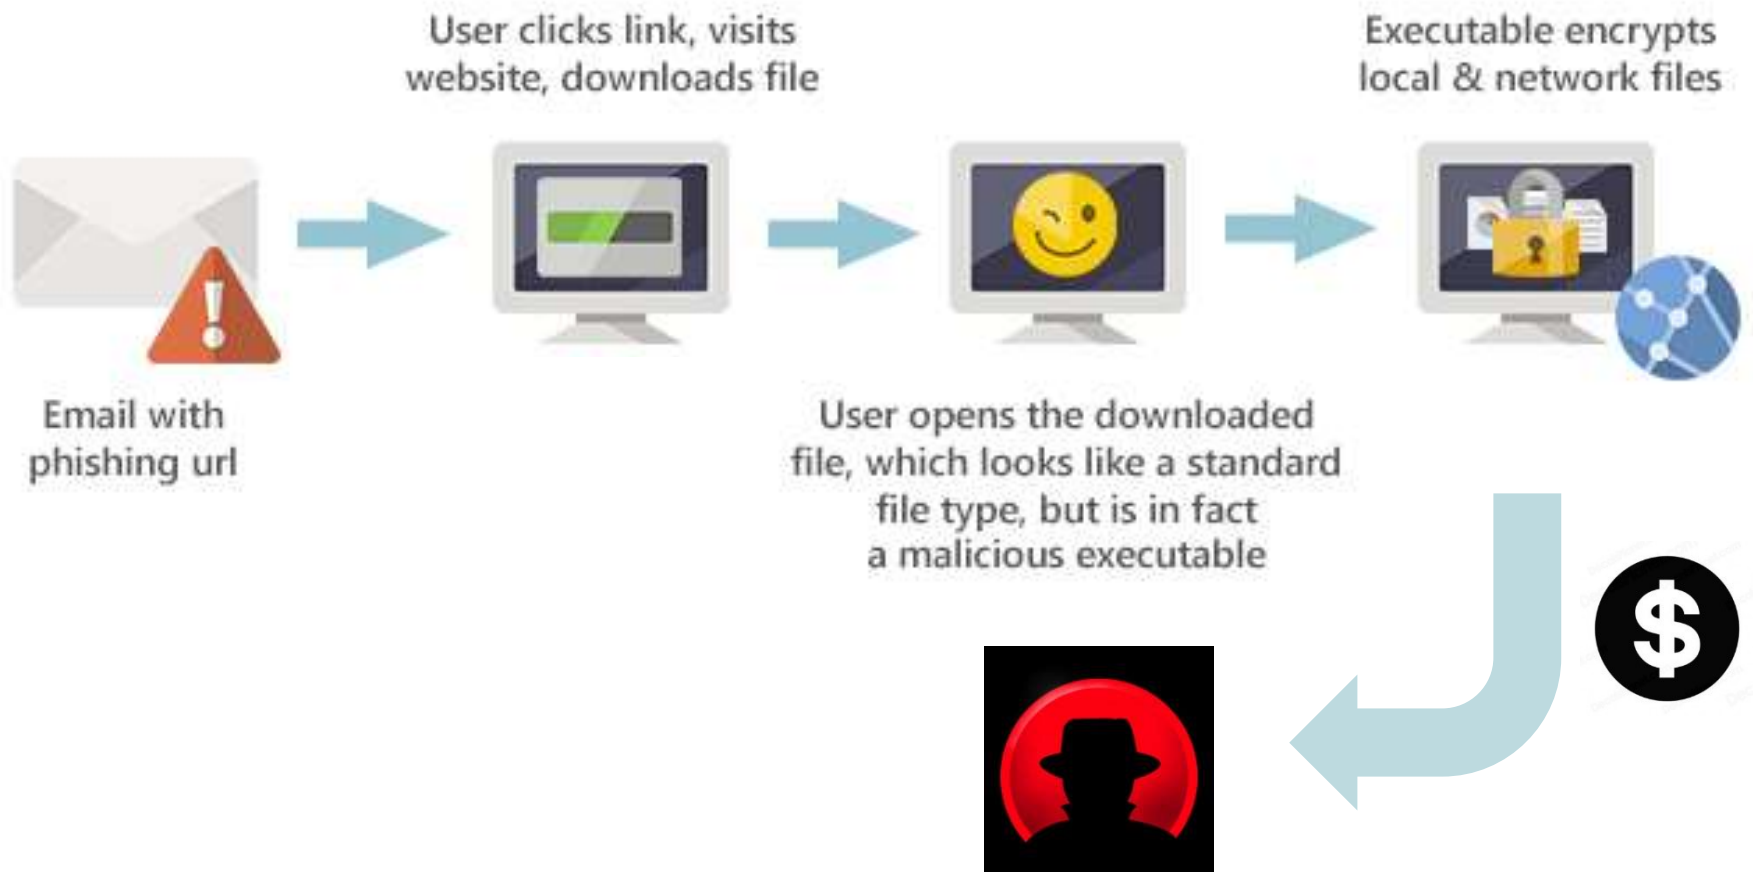 User clicks link, visits
website, downloads file
Executable encrypts
local & network files
Email with
phishing url
User opens the downloaded
file, which looks like a standard
file type, but is in fact
a malicious executable
$